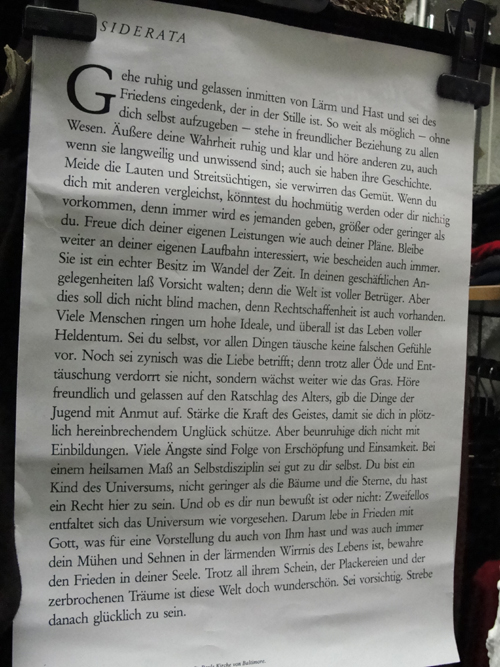 SIDERATA
Gehe ruhig und gelassen inmitten von Lärm und Hast und sei des
Friedens eingedenk, der in der Stille ist. So weit als möglich – ohne
dich selbst aufzugeben – stehe in freundlicher Beziehung zu allen
Wesen. Äußere deine Wahrheit ruhig und klar und höre anderen zu, auch
wenn sie langweilig und unwissend sind; auch sie haben ihre Geschichte.
Meide die Lauten und Streitsüchtigen, sie verwirren das Gemüt. Wenn du
dich mit anderen vergleichst, könntest du hochmütig werden oder dir nichtig
vorkommen, denn immer wird es jemanden geben, größer oder geringer als
du. Freue dich deiner eigenen Leistungen wie auch deiner Pläne. Bleibe
weiter an deiner eigenen Laufbahn interessiert, wie bescheiden auch immer.
Sie ist ein echter Besitz im Wandel der Zeit. In deinen geschäftlichen An-
gelegenheiten laß Vorsicht walten; denn die Welt ist voller Betrüger. Aber
dies soll dich nicht blind machen, denn Rechtschaffenheit ist auch vorhanden.
Viele Menschen ringen um hohe Ideale, und überall ist das Leben voller
Heldentum. Sei du selbst, vor allen Dingen täusche keine falschen Gefühle
vor. Noch sei zynisch was die Liebe betrifft; denn trotz aller Öde und Ent-
täuschung verdorrt sie nicht, sondern wächst weiter wie das Gras. Höre
freundlich und gelassen auf den Ratschlag des Alters, gib die Dinge der
Jugend mit Anmut auf. Stärke die Kraft des Geistes, damit sie dich in plötz-
lich hereinbrechendem Unglück schütze. Aber beunruhige dich nicht mit
Einbildungen. Viele Ängste sind Folge von Erschöpfung und Einsamkeit. Bei
einem heilsamen Maß an Selbstdisziplin sei gut zu dir selbst. Du bist ein
Kind des Universums, nicht geringer als die Bäume und die Sterne, du hast
ein Recht hier zu sein. Und ob es dir nun bewußt ist oder nicht: Zweifellos
entfaltet sich das Universum wie vorgesehen. Darum lebe in Frieden mit
Gott, was für eine Vorstellung du auch von Ihm hast und was auch immer
dein Mühen und Sehnen in der lärmenden Wirrnis des Lebens ist, bewahre
den Frieden in deiner Seele. Trotz all ihrem Schein, der Plackereien und der
zerbrochenen Träume ist diese Welt doch wunderschön. Sei vorsichtig. Strebe
danach glücklich zu sein.
Kirche von Baltimore.